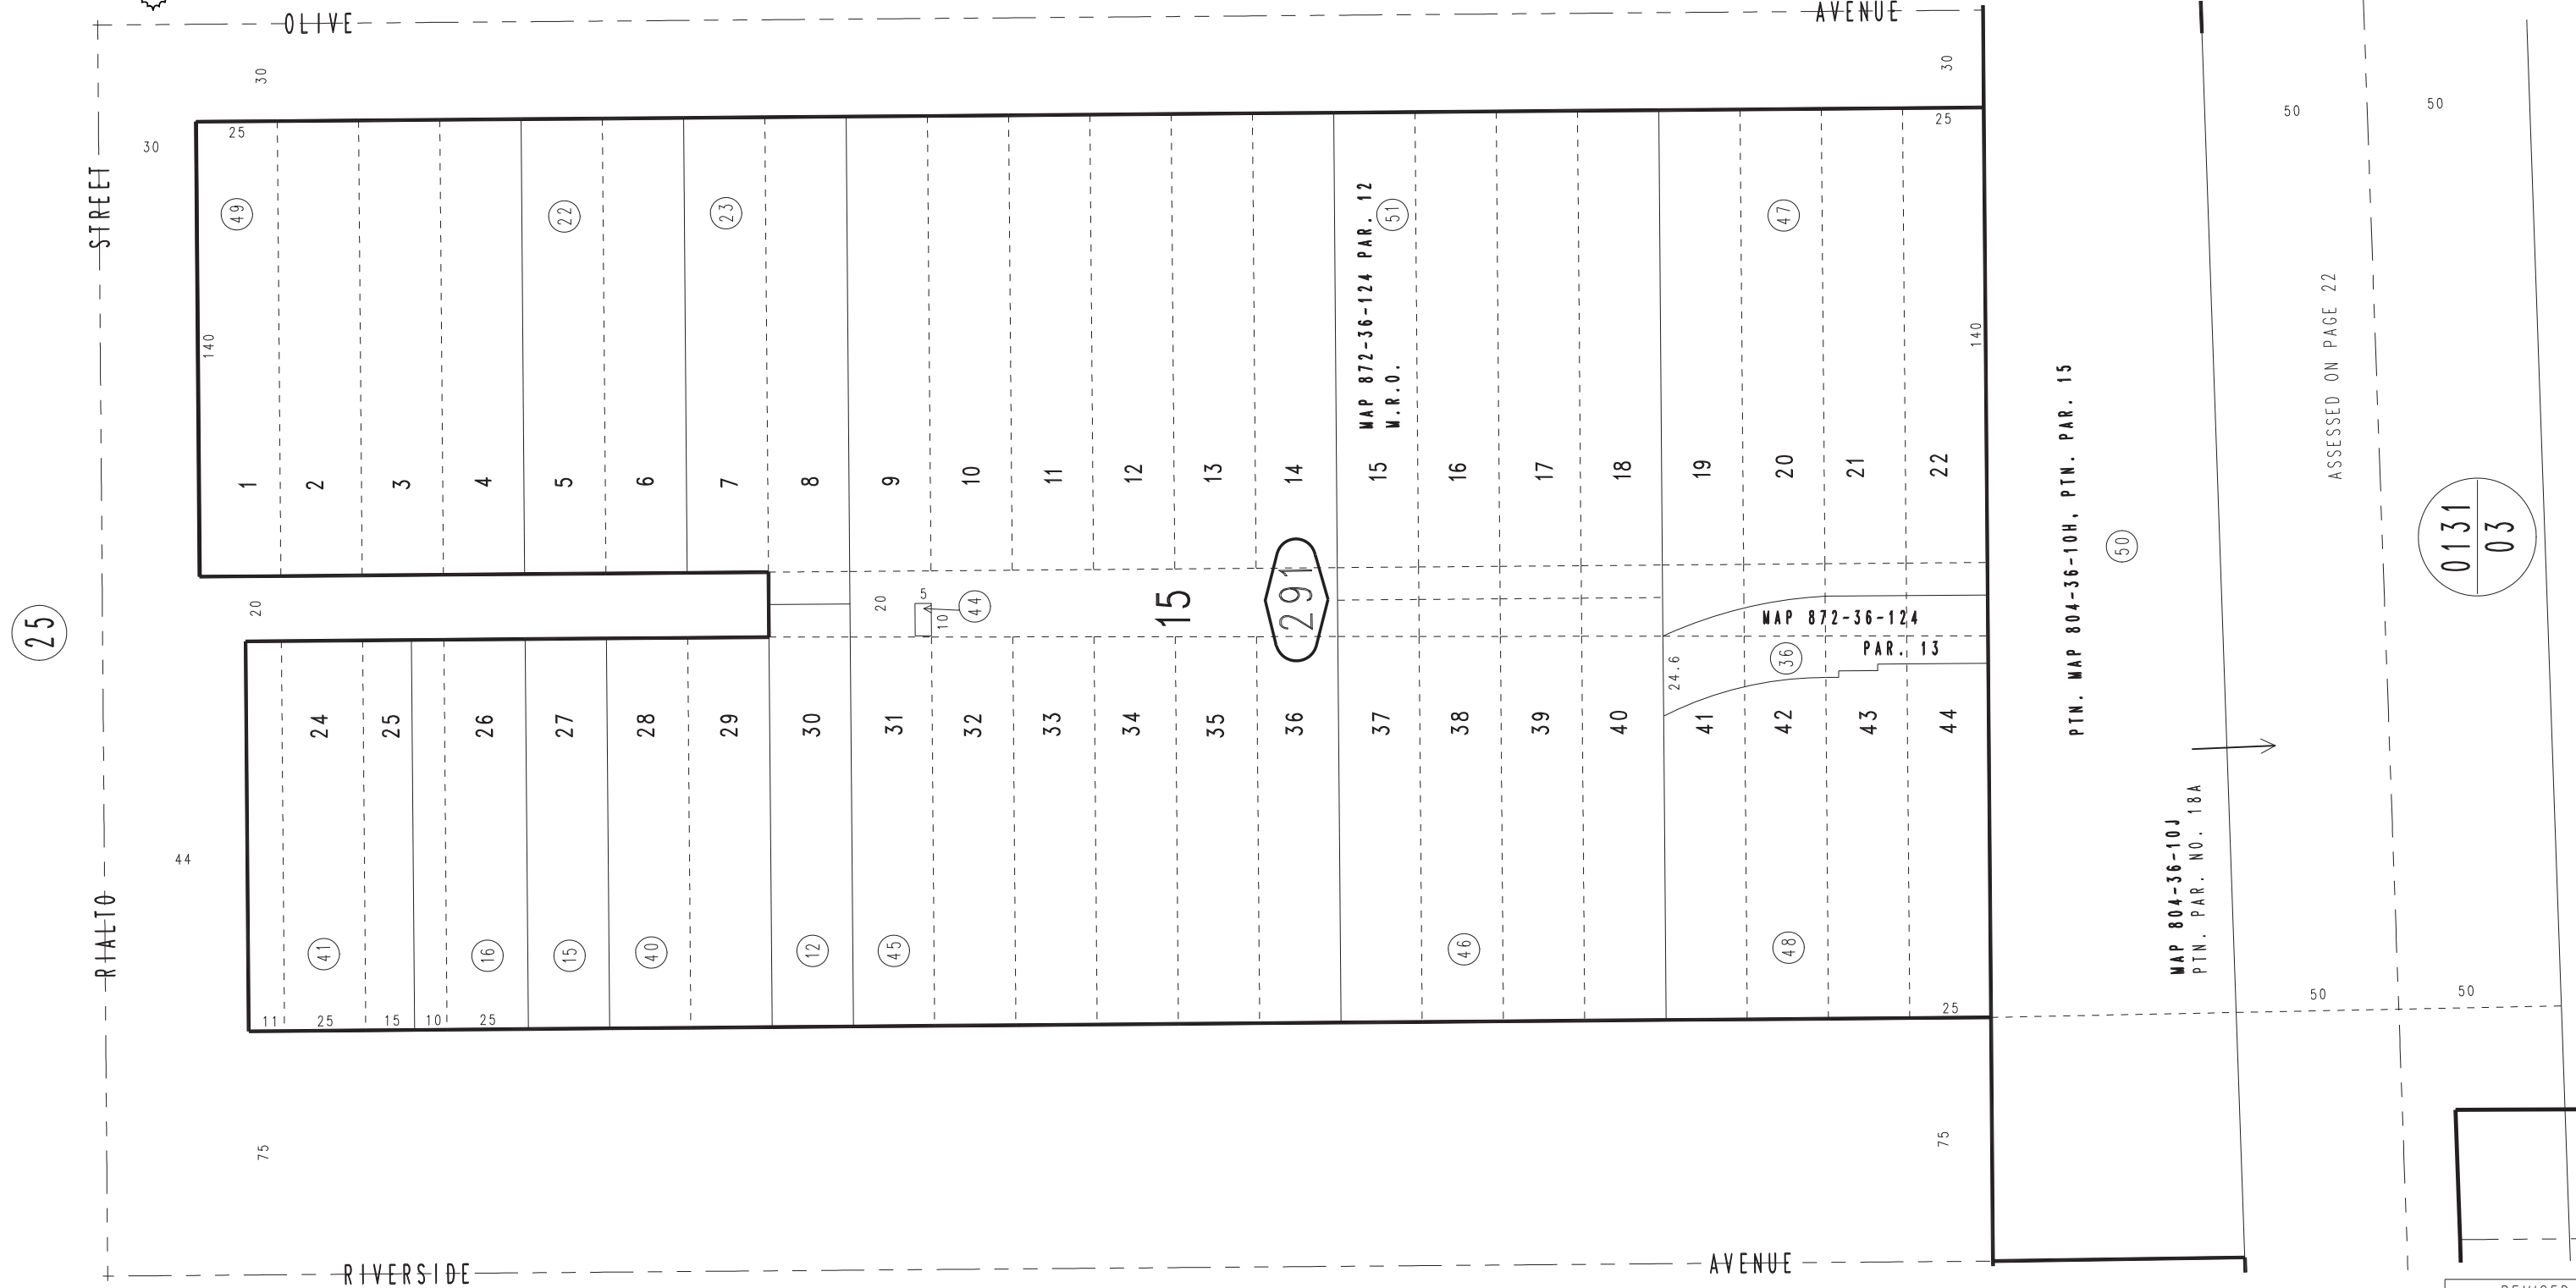 OLIVE AVENUE
30 30
50 50
25 25
30
STREET
49 22 23 51 47
MAP 872-36-124 PAR. 12
M.R.O.
140 140
ASSESSED ON PAGE 22
PTN. MAP 804-36-10H, PTN. PAR. 15
1 2 3 4 5 6 7 8 9 10 11 12 13 14 15 16 17 18 19 20 21 22
0131
03
50
20 20 5 44
10
15
291
MAP 872-36-124
PAR. 13
36
24.6
25
24 25 26 27 28 29 30 31 32 33 34 35 36 37 38 39 40 41 42 43 44
MAP 804-36-10J
PTN. PAR. NO. 18A
44
RIALTO
41 16 15 40 12 45 46 48
11 25 15 10 25 25
50 50
75 75
RIVERSIDE AVENUE